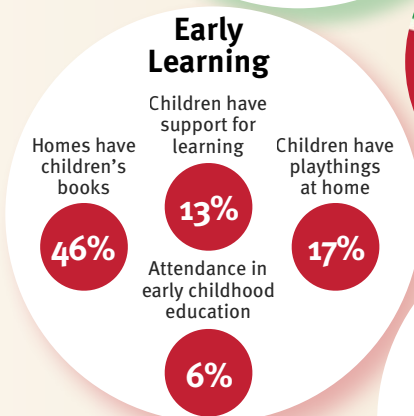 Early
Learning
Children have
support for
learning
13%
Homes have
children's
books
46%
Children have
playthings
at home
17%
Attendance in
early childhood
education
6%